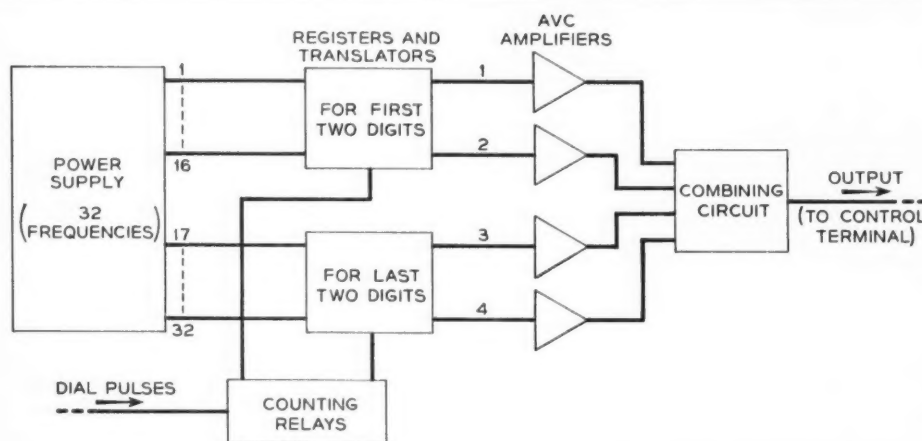 REGISTERS AND
TRANSLATORS
AVC
AMPLIFIERS
POWER
SUPPLY
(32
FREQUENCIES)
1
16
17
32
FOR FIRST
TWO DIGITS
FOR LAST
TWO DIGITS
1
2
3
4
COMBINING
CIRCUIT
OUTPUT
(TO CONTROL
TERMINAL)
DIAL PULSES
COUNTING
RELAYS